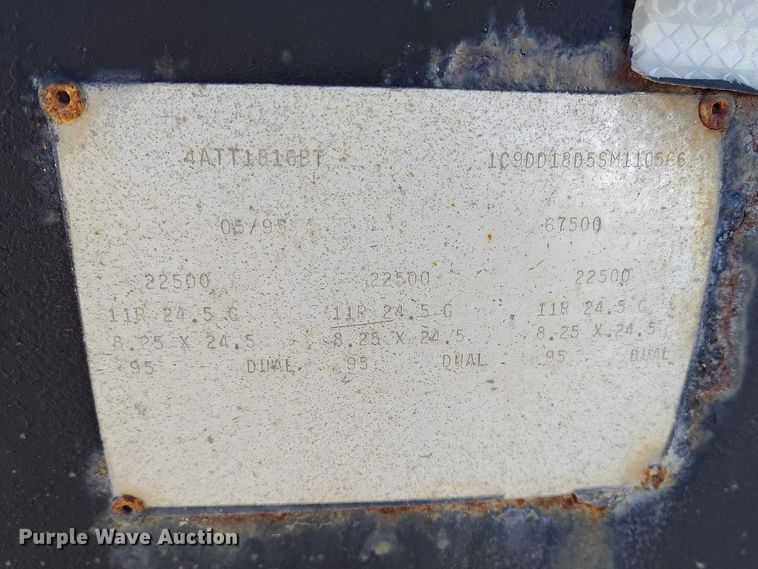 4ATT1816BT 1C9DD18D5SM110566
05/95 67500
22500 22500 22500
11R 24.5 G 11R 24.5 G 11R 24.5 G
8.25 X 24.5 8.25 X 24.5 8.25 X 24.5
95 DUAL 95 DUAL 95 DUAL
Purple Wave Auction